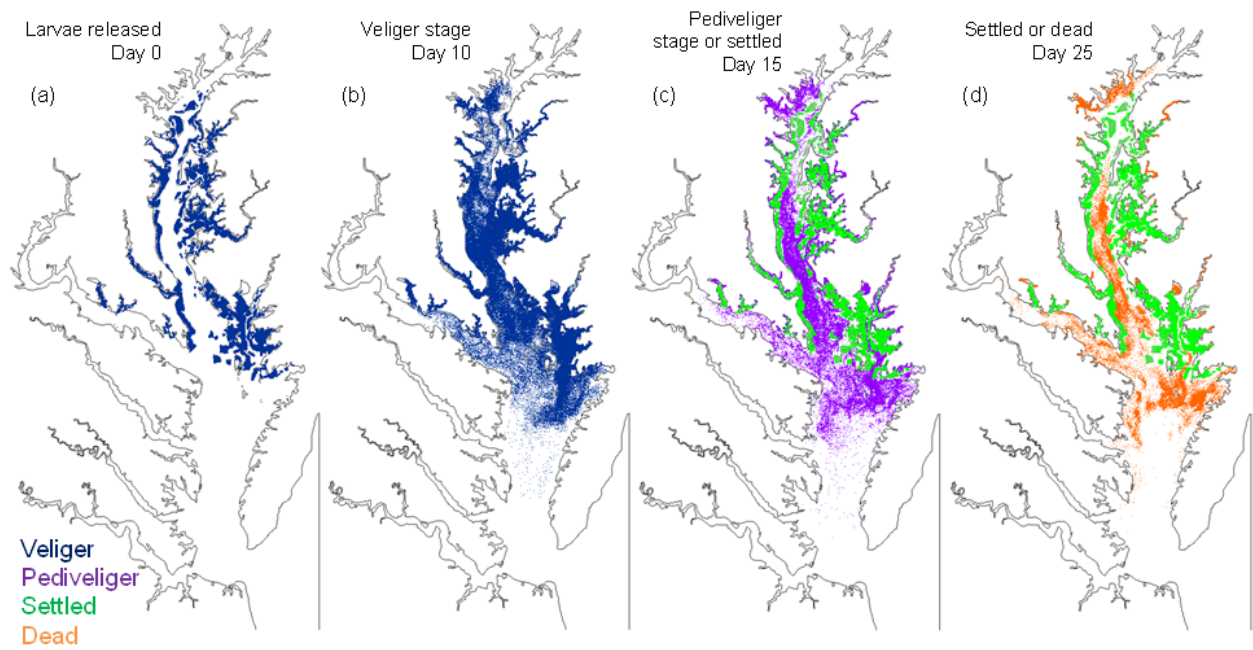 Larvae released
Day 0
(a)
Veliger stage
Day 10
(b)
Pediveliger
stage or settled
Day 15
(c)
Settled or dead
Day 25
(d)
Veliger
Pediveliger
Settled
Dead